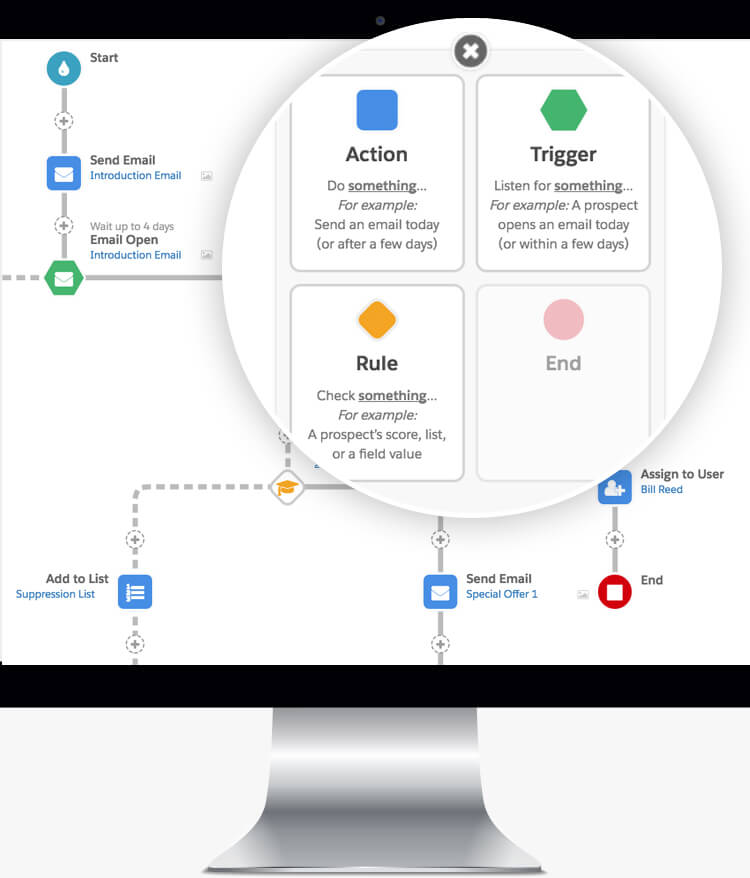 Start
Send Email
Introduction Email
Wait up to 4 days
Email Open
Introduction Email
Action
Do something...
For example:
Send an email today
(or after a few days)
Trigger
Listen for something...
For example: A prospect
opens an email today
(or within a few days)
Rule
Check something...
For example:
A prospect's score, list,
or a field value
End
Assign to User
Bill Reed
Add to List
Suppression List
Send Email
Special Offer 1
End